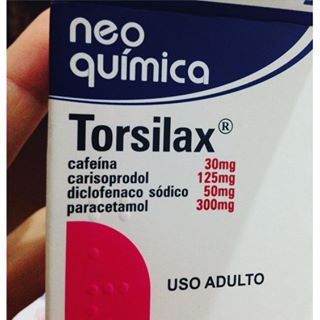 neo
química
Torsilax®
cafeína 30mg
carisoprodol 125mg
diclofenaco sódico 50mg
paracetamol 300mg
USO ADULTO